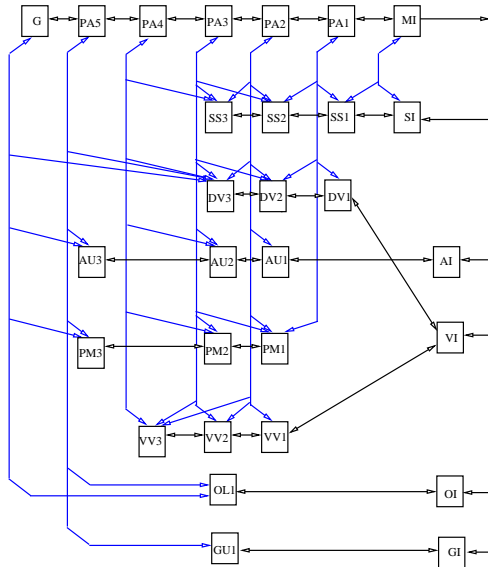 G PA5 PA4 PA3 PA2 PA1 MI
SS3 SS2 SS1 SI
DV3 DV2 DV1
AU3 AU2 AU1 AI
PM3 PM2 PM1 VI
VV3 VV2 VV1
OL1 OI
GU1 GI